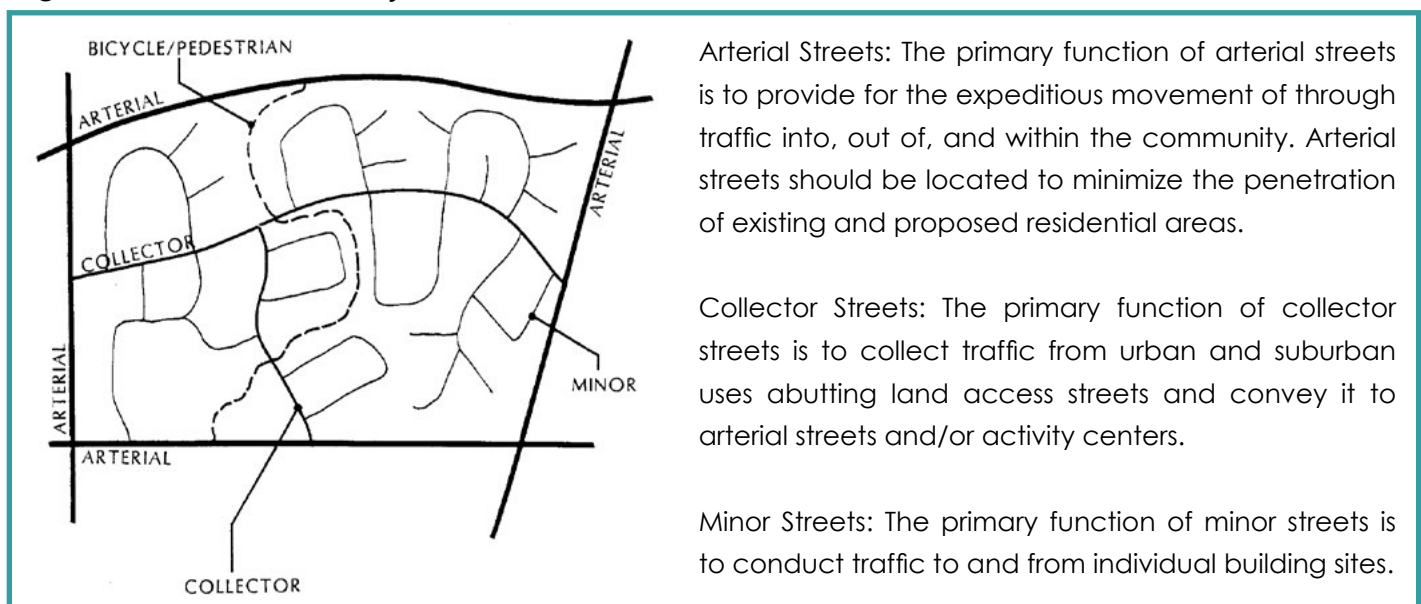 BICYCLE/PEDESTRIAN
ARTERIAL
ARTERIAL
COLLECTOR
ARTERIAL
MINOR
ARTERIAL
COLLECTOR
Arterial Streets: The primary function of arterial streets
is to provide for the expeditious movement of through
traffic into, out of, and within the community. Arterial
streets should be located to minimize the penetration
of existing and proposed residential areas.
Collector Streets: The primary function of collector
streets is to collect traffic from urban and suburban
uses abutting land access streets and convey it to
arterial streets and/or activity centers.
Minor Streets: The primary function of minor streets is
to conduct traffic to and from individual building sites.